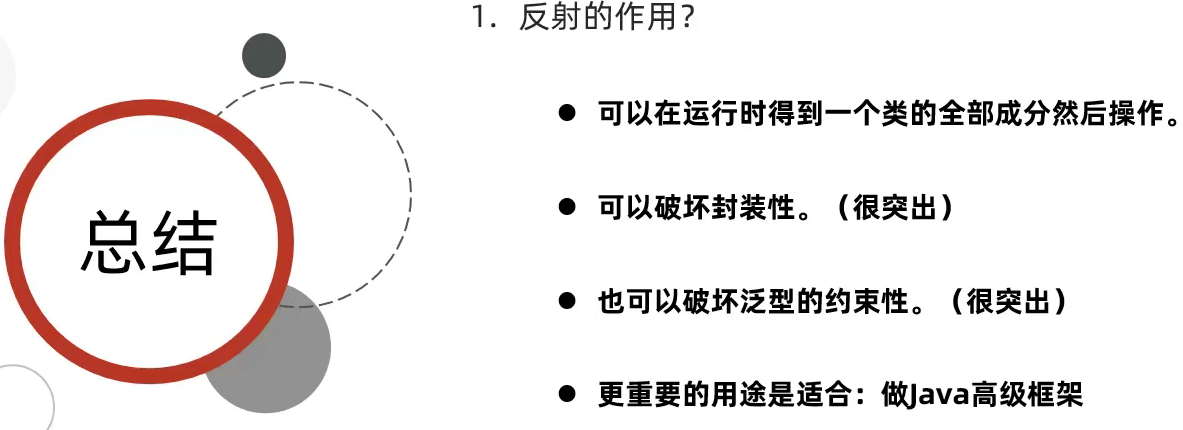 总结
1. 反射的作用？
● 可以在运行时得到一个类的全部成分然后操作。
● 可以破坏封装性。（很突出）
● 也可以破坏泛型的约束性。（很突出）
● 更重要的用途是适合：做Java高级框架